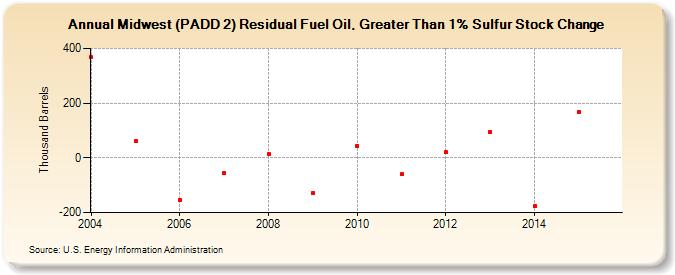 Annual Midwest (PADD 2) Residual Fuel Oil, Greater Than 1% Sulfur Stock Change
Thousand Barrels
400
200
0
-200
2004 2006 2008 2010 2012 2014
Source: U.S. Energy Information Administration